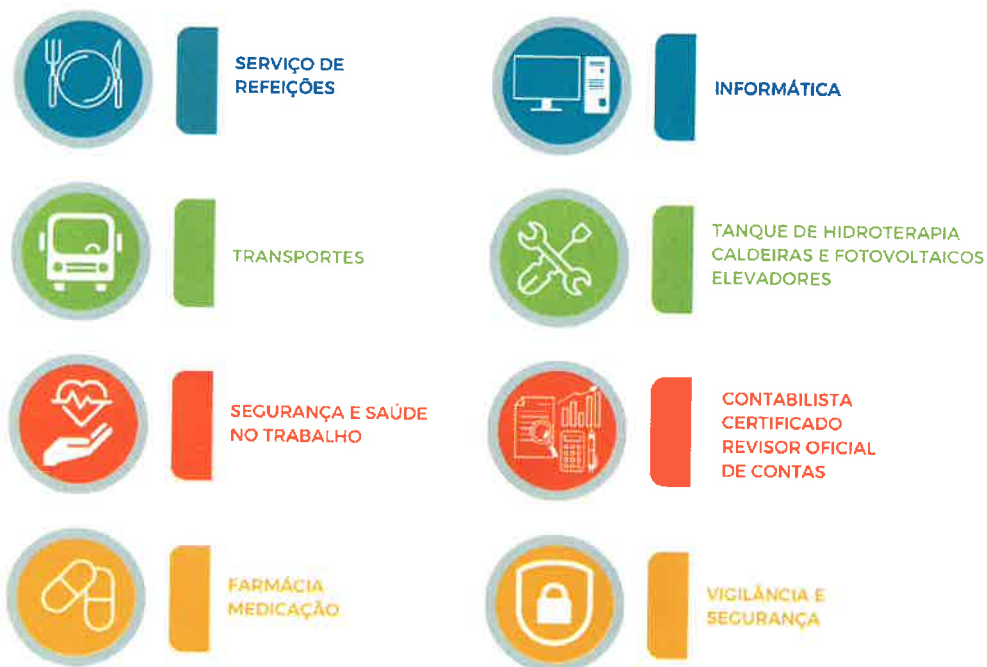 SERVIÇO DE
REFEIÇÕES
INFORMÁTICA
TRANSPORTES
TANQUE DE HIDROTERAPIA
CALDEIRAS E FOTOVOLTAICOS
ELEVADORES
SEGURANÇA E SAÚDE
NO TRABALHO
CONTABILISTA
CERTIFICADO
REVISOR OFICIAL
DE CONTAS
FARMÁCIA
MEDICAÇÃO
VIGILÂNCIA E
SEGURANÇA